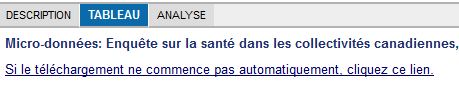 DESCRIPTION TABLEAU ANALYSE
Micro-données: Enquête sur la santé dans les collectivités canadiennes,
Si le téléchargement ne commence pas automatiquement, cliquez ce lien.